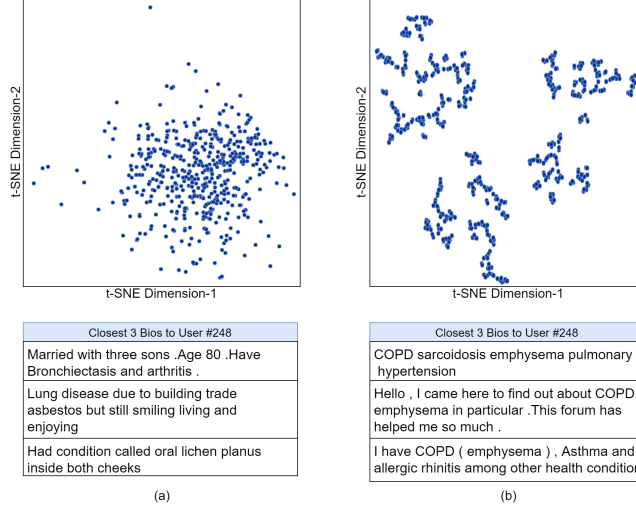 t-SNE Dimension-2
t-SNE Dimension-1
Closest 3 Bios to User #248
Married with three sons .Age 80 .Have
Bronchiectasis and arthritis .
Lung disease due to building trade
asbestos but still smiling living and
enjoying
Had condition called oral lichen planus
inside both cheeks
(a)
t-SNE Dimension-2
t-SNE Dimension-1
Closest 3 Bios to User #248
COPD sarcoidosis emphysema pulmonary
hypertension
Hello , I came here to find out about COPD
emphysema in particular .This forum has
helped me so much .
I have COPD ( emphysema ) , Asthma and
allergic rhinitis among other health condition
(b)